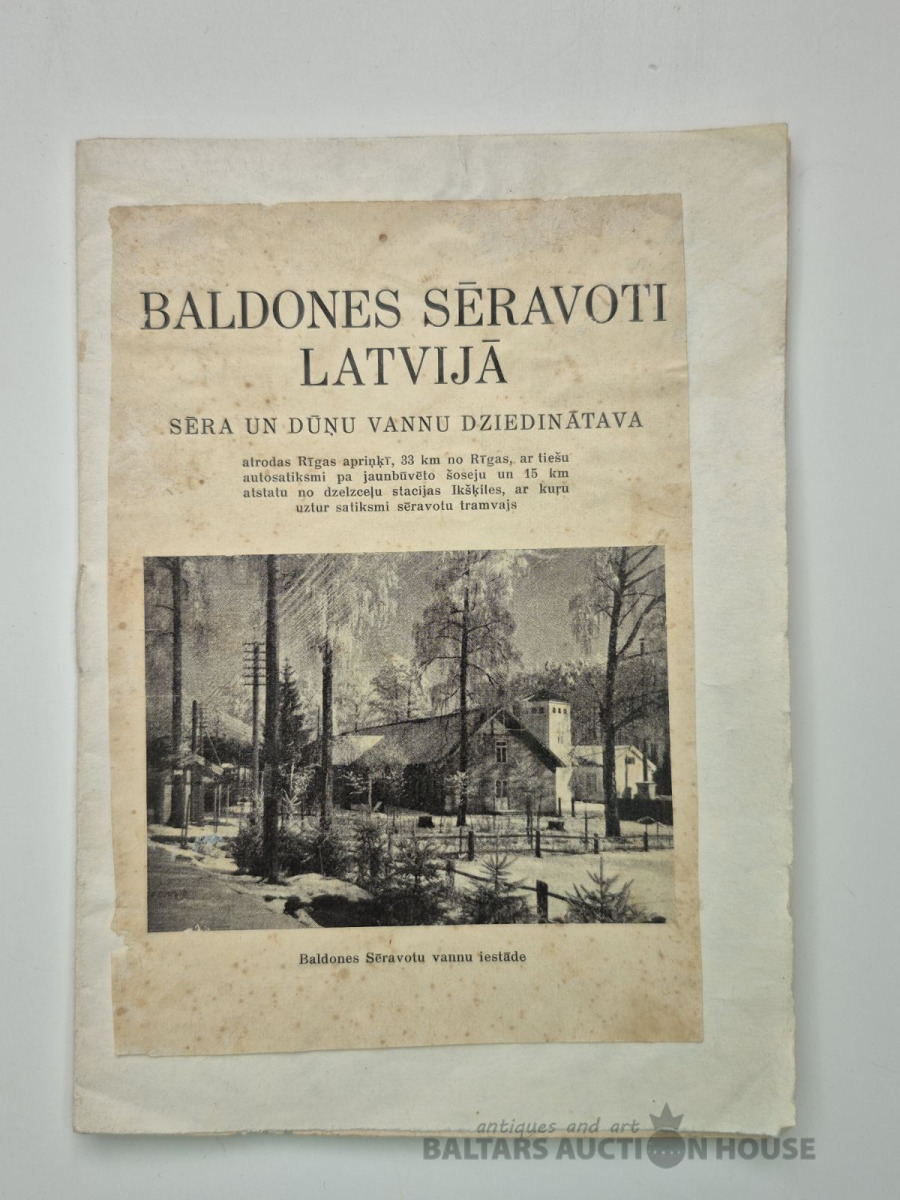 BALDONES SĒRAVOTI
LATVIJĀ
SĒRA UN DŪŅU VANNU DZIEDINĀTAVA
atrodas Rīgas apriņķī, 33 km no Rīgas, ar tiešu
autosatiksmi pa jaunbūvēto šoseju un 15 km
atstatu no dzelzceļu stacijas Ikšķiles, ar kuŗu
uztur satiksmi sēravotu tramvajs
Baldones Sēravotu vannu iestāde
antiques and art
BALTARS AUCTION HOUSE